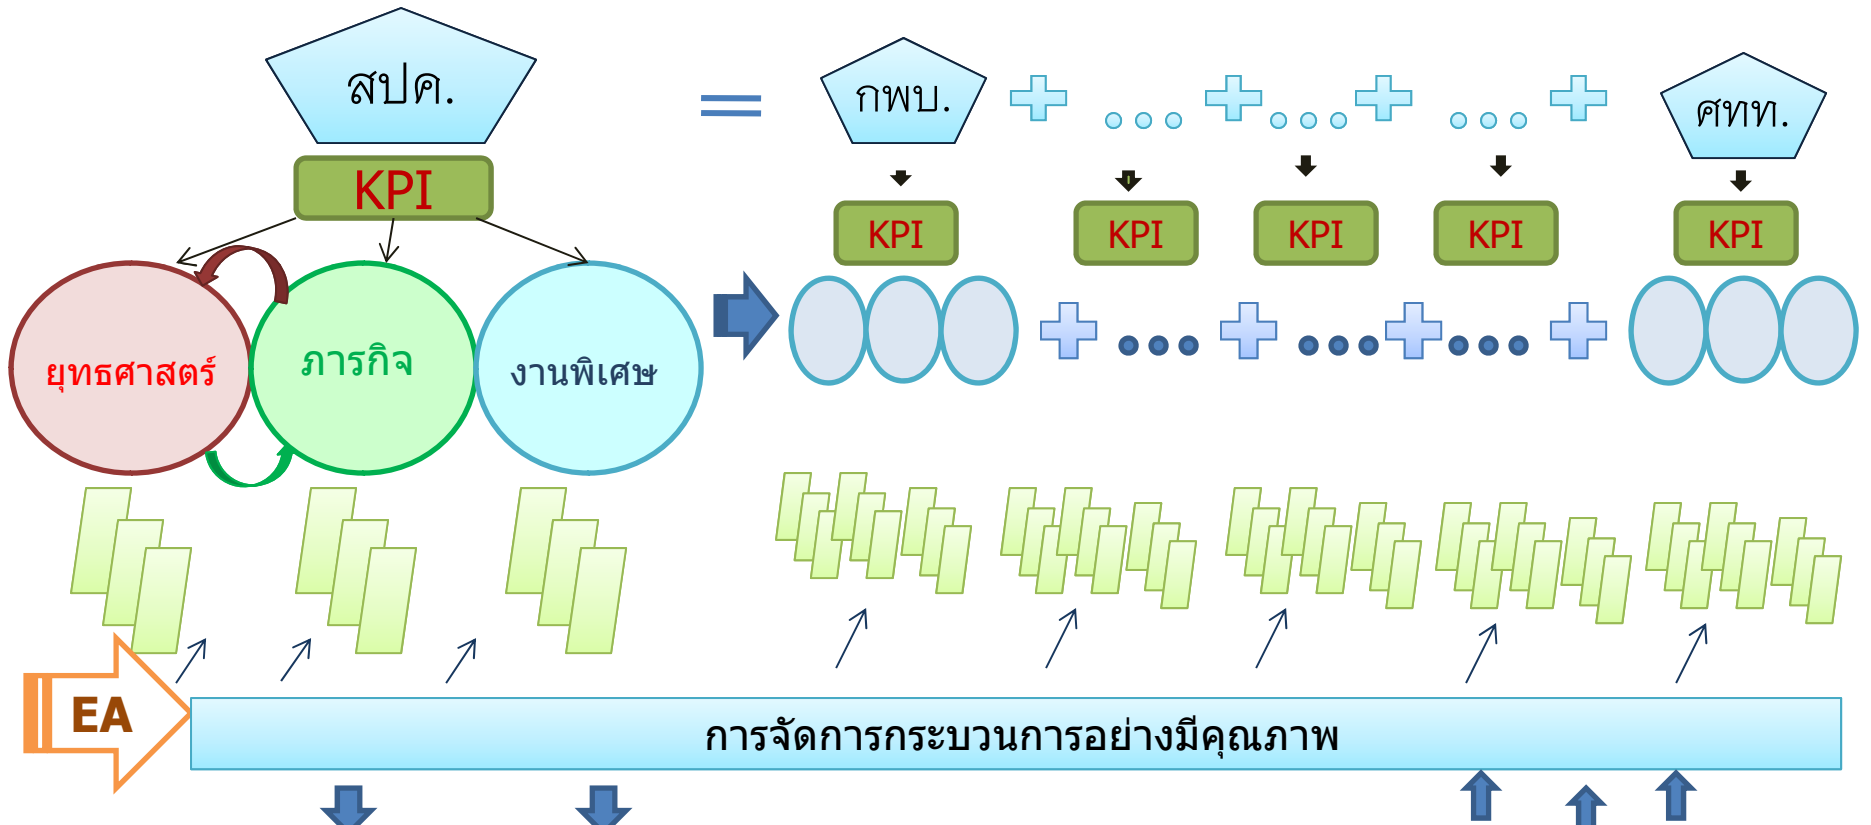 สปค.
กพบ.
ศทท.
KPI
KPI
KPI
KPI
KPI
KPI
ยุทธศาสตร์
ภารกิจ
งานพิเศษ
EA
การจัดการกระบวนการอย่างมีคุณภาพ